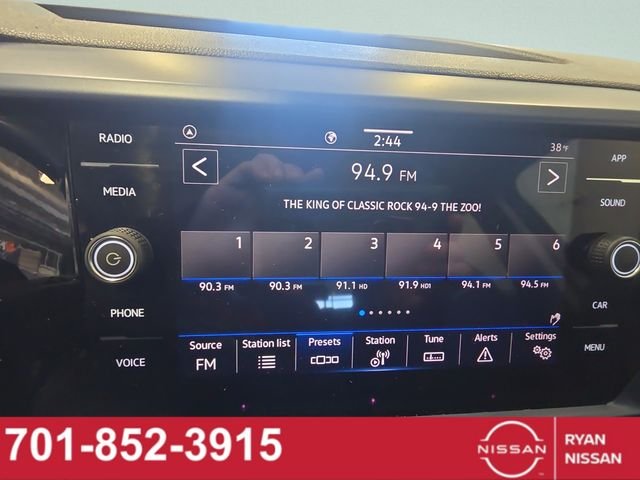 RADIO
MEDIA
PHONE
VOICE
2:44
38 °F
94.9 FM
THE KING OF CLASSIC ROCK 94-9 THE ZOO!
1 2 3 4 5 6
90.3 FM 90.3 FM 91.1 HD 91.9 HD1 94.1 FM 94.5 FM
Source Station list Presets Station Tune Alerts Settings
FM
APP
SOUND
CAR
MENU
701-852-3915
NISSAN
RYAN
NISSAN